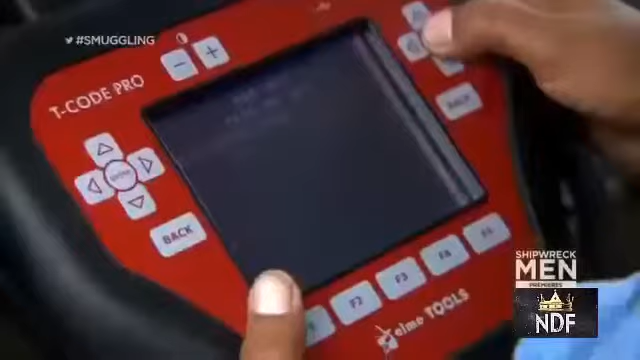 #SMUGGLING
T-CODE PRO
ENTER
BACK
BACK
F2
F3
F4
F5
elmo TOOLS
SHIPWRECK
MEN
PREMIERES
NDF